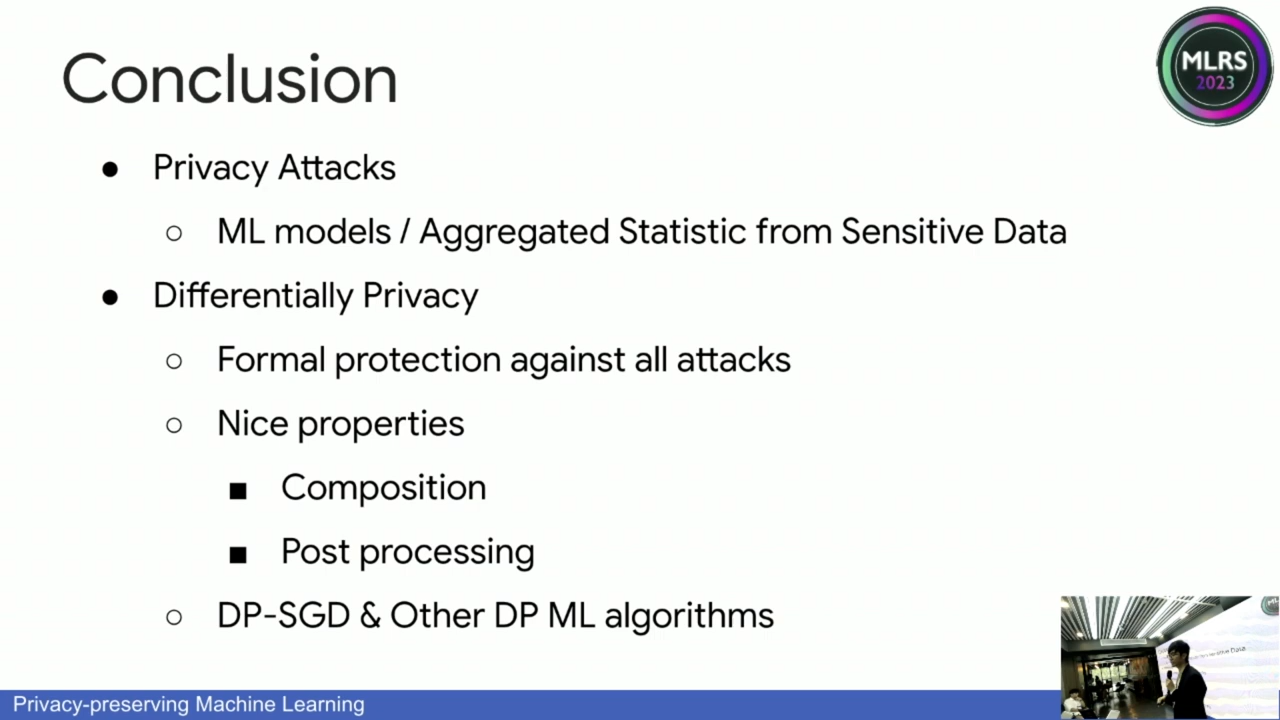 Conclusion
MLRS
2023
Privacy Attacks
ML models / Aggregated Statistic from Sensitive Data
Differentially Privacy
Formal protection against all attacks
Nice properties
Composition
Post processing
DP-SGD & Other DP ML algorithms
Privacy-preserving Machine Learning